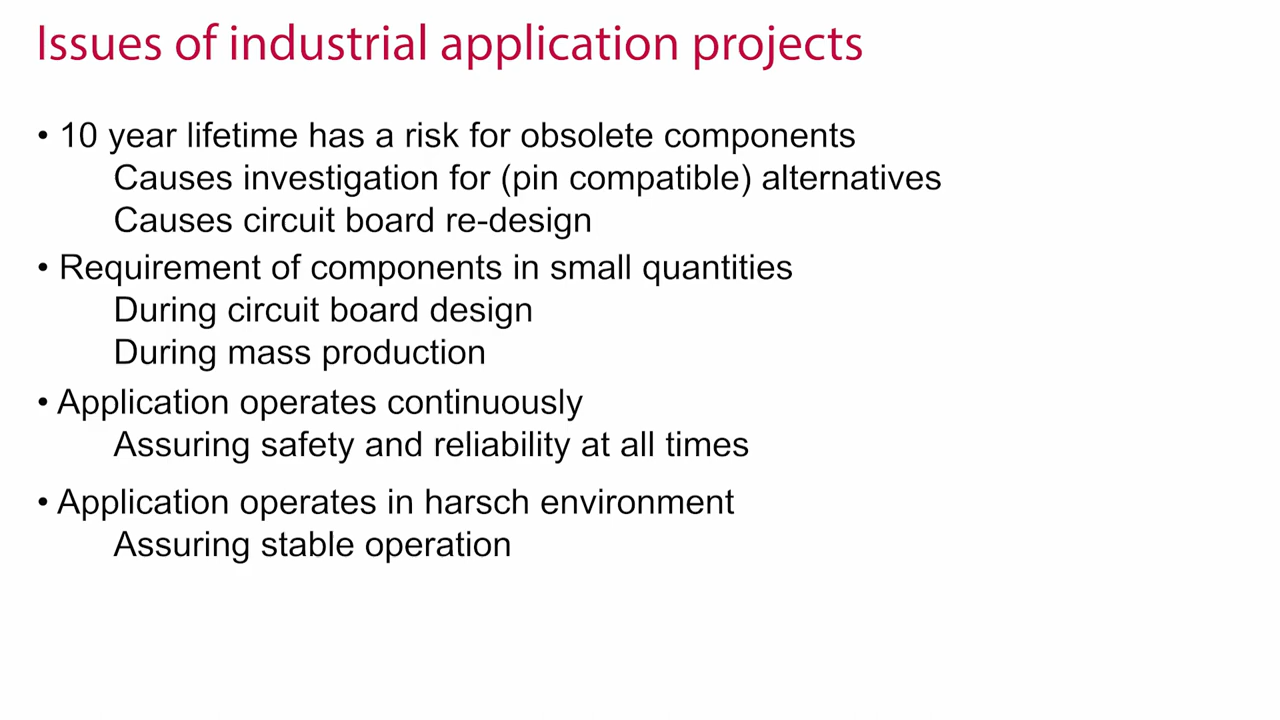 Issues of industrial application projects
• 10 year lifetime has a risk for obsolete components
Causes investigation for (pin compatible) alternatives
Causes circuit board re-design
• Requirement of components in small quantities
During circuit board design
During mass production
• Application operates continuously
Assuring safety and reliability at all times
• Application operates in harsch environment
Assuring stable operation